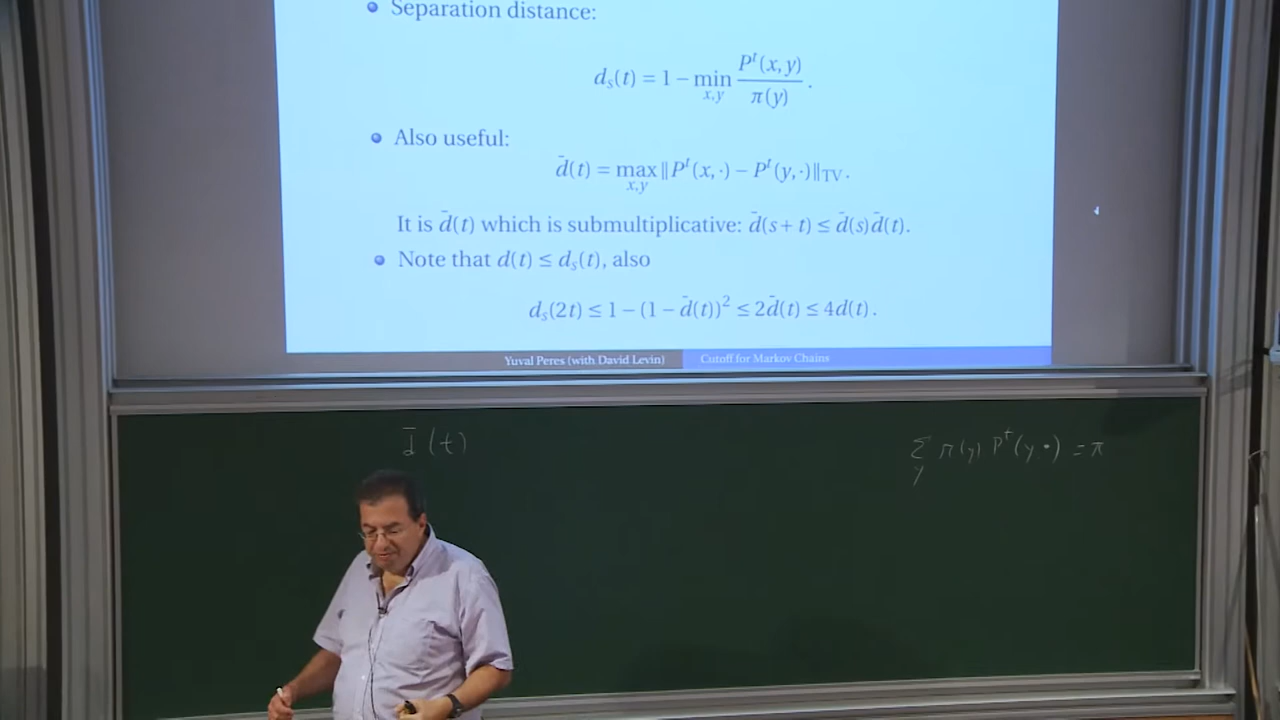 Separation distance:
d_s(t) = 1 − min_{x,y} P^t(x,y) / π(y) .
Also useful:
d̄(t) = max_{x,y} ‖P^t(x,·) − P^t(y,·)‖_TV .
It is d̄(t) which is submultiplicative: d̄(s+t) ≤ d̄(s)d̄(t).
Note that d(t) ≤ d_s(t), also
d_s(2t) ≤ 1 − (1 − d̄(t))² ≤ 2d̄(t) ≤ 4d(t) .
Yuval Peres (with David Levin) Cutoff for Markov Chains
d̄(t)
Σ_y π(y) P^t(y ·) = π